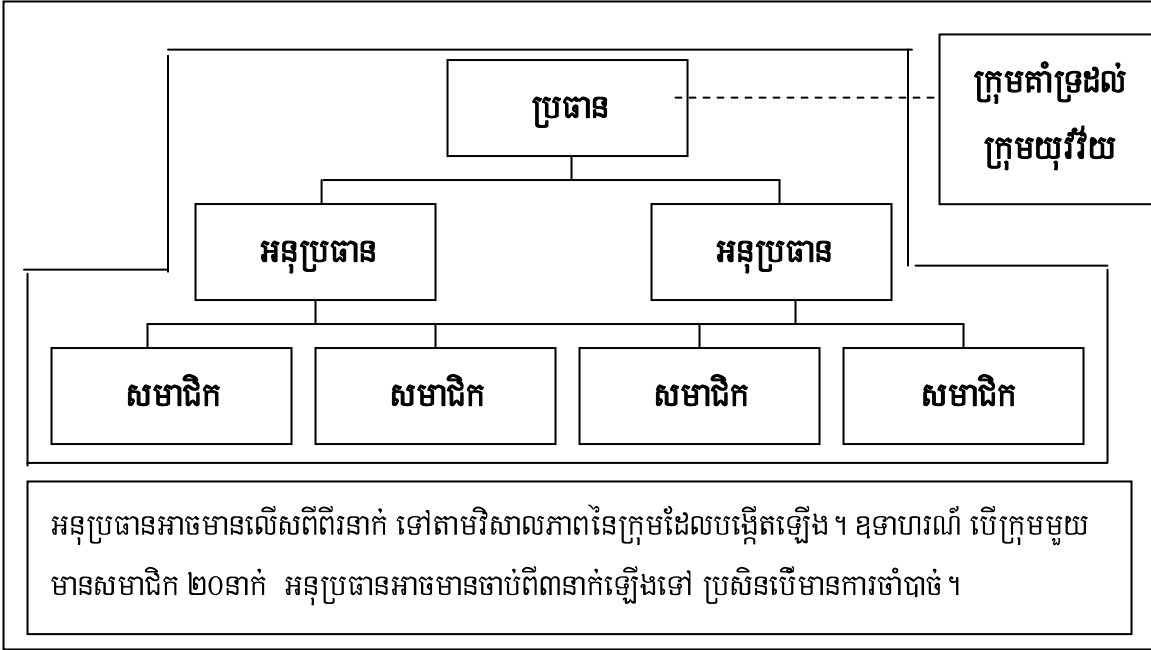 ប្រធាន
ក្រុមគាំទ្រដល់
ក្រុមយុវវ័យ
អនុប្រធាន
អនុប្រធាន
សមាជិក
សមាជិក
សមាជិក
សមាជិក
អនុប្រធានអាចមានលើសពីពីរនាក់ ទៅតាមវិសាលភាពនៃក្រុមដែលបង្កើតឡើង។ ឧទាហរណ៍ បើក្រុមមួយ
មានសមាជិក ២០នាក់ អនុប្រធានអាចមានចាប់ពី៣នាក់ឡើងទៅ ប្រសិនបើមានការចាំបាច់។